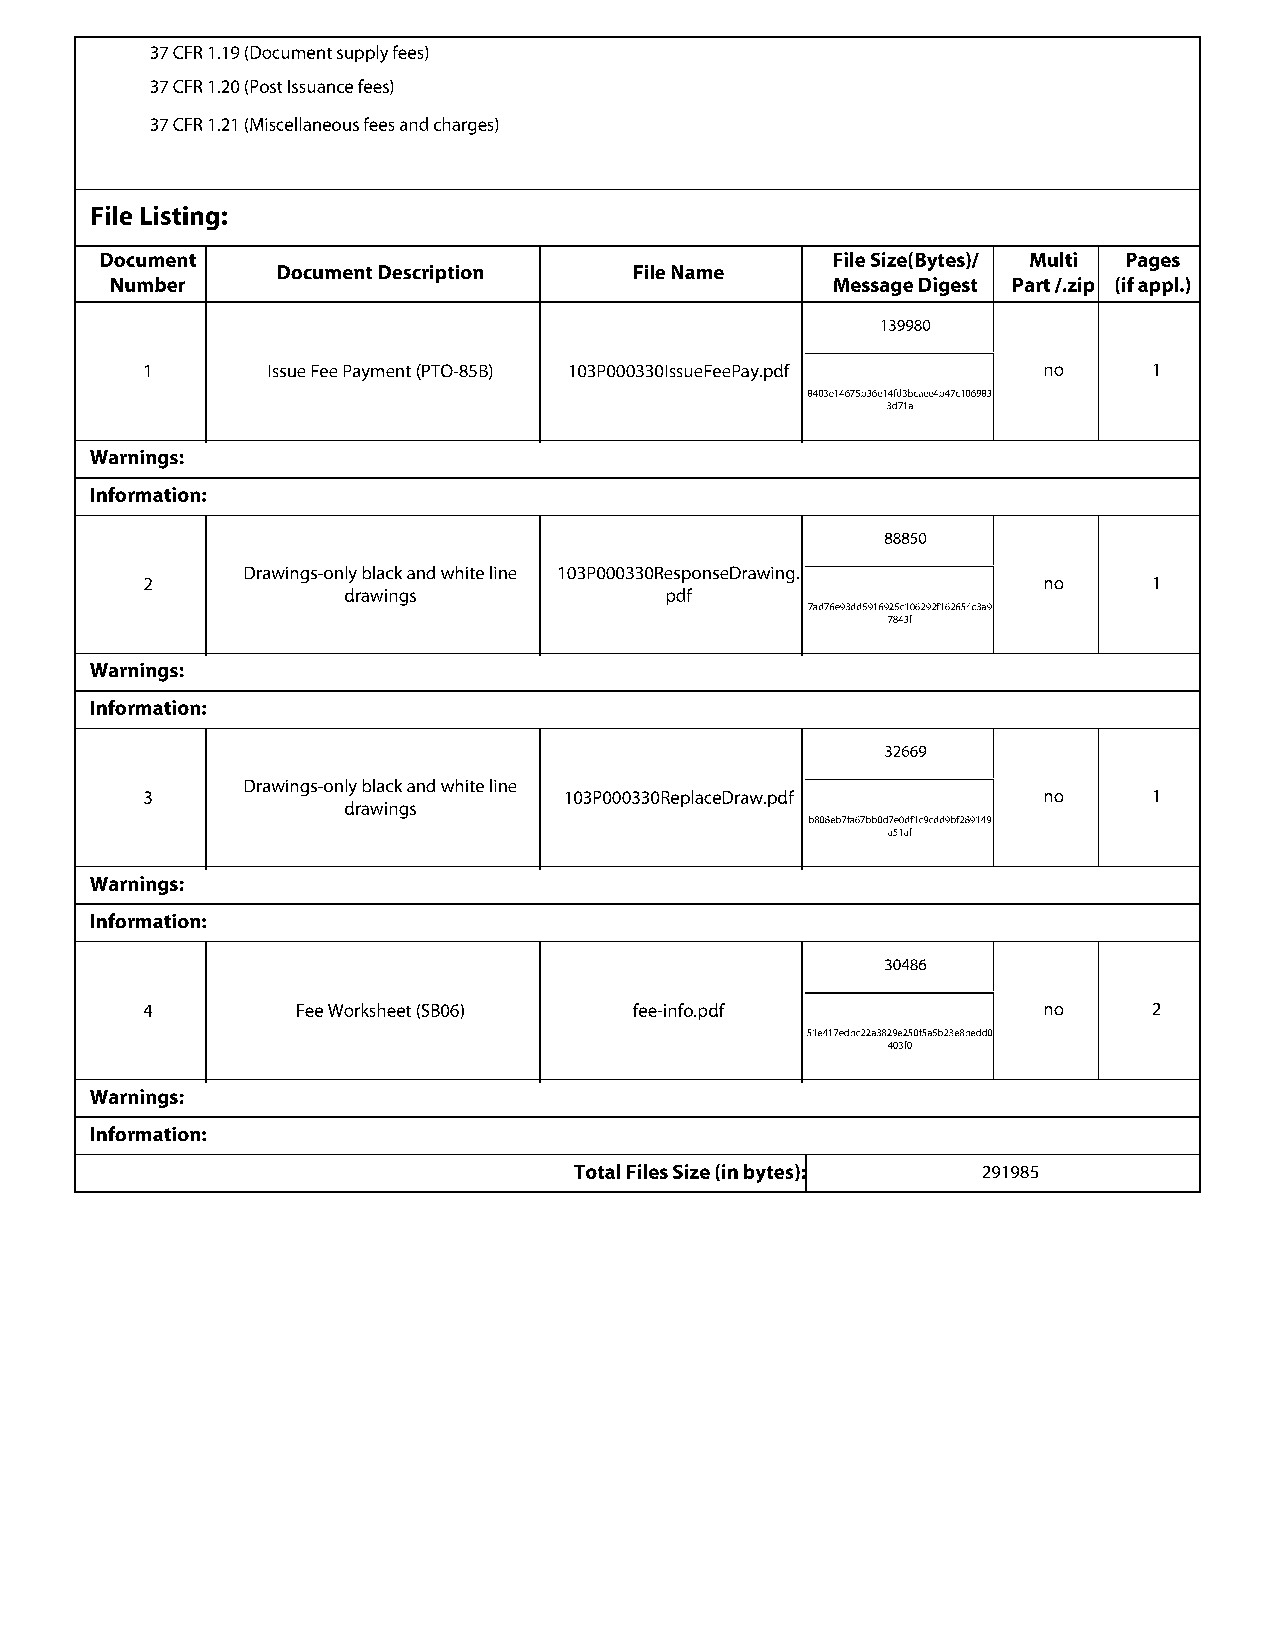 37 CFR 1.19 (Document supply fees)
37 CFR 1.20 (Post Issuance fees)
37 CFR 1.21 (Miscellaneous fees and charges)
File Listing:
Document Number
Document Description
File Name
File Size(Bytes)/ Message Digest
Multi Part /.zip
Pages (if appl.)
139980
1
Issue Fee Payment (PTO-85B)
103P000330IssueFeePay.pdf
no
1
3d71a
Warnings:
Information:
88850
2
Drawings-only black and white line
drawings
103P000330ResponseDrawing.
pdf
no
1
7843f
Warnings:
Information:
32669
3
Drawings-only black and white line
drawings
103P000330ReplaceDraw.pdf
no
1
a51af
Warnings:
Information:
30486
4
Fee Worksheet (SB06)
fee-info.pdf
no
2
403f0
Warnings:
Information:
Total Files Size (in bytes):
291985